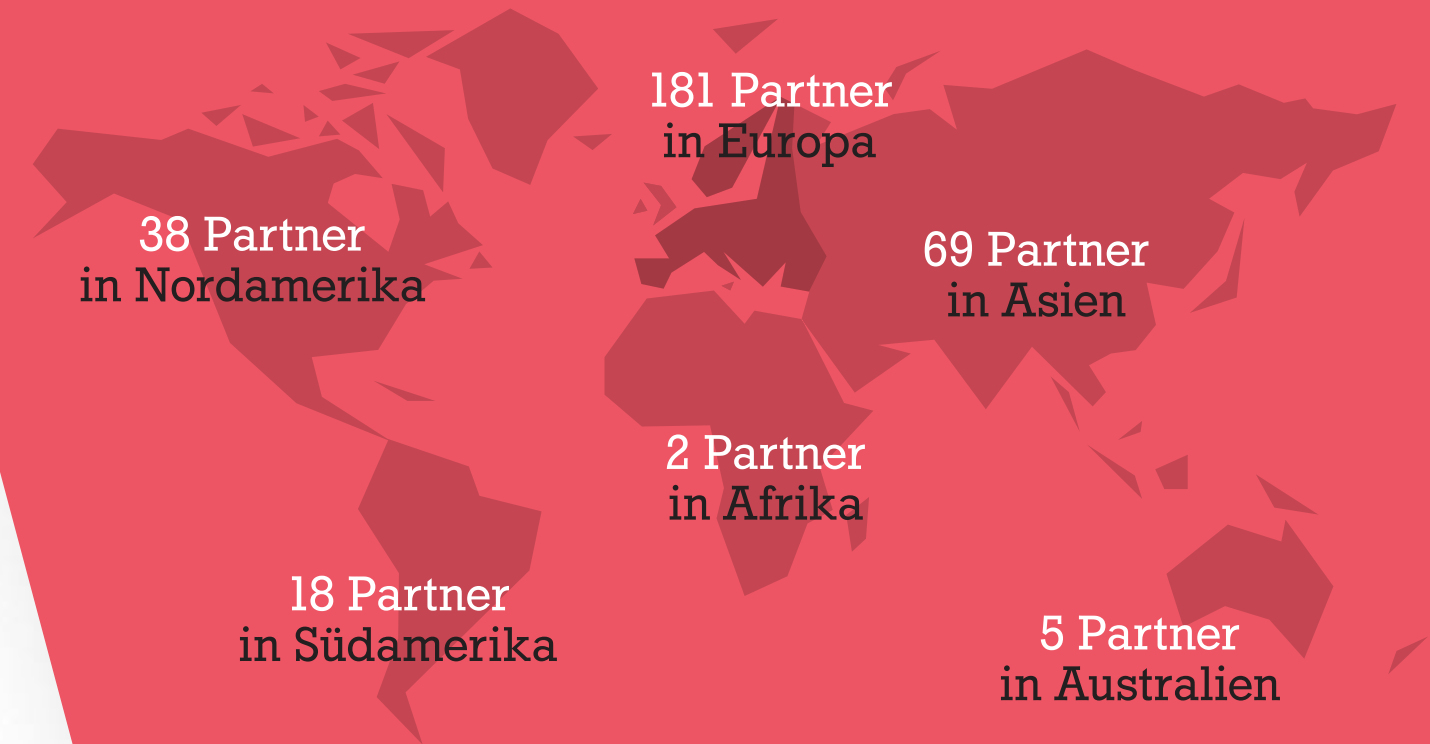 181 Partner
in Europa
38 Partner
in Nordamerika
69 Partner
in Asien
2 Partner
in Afrika
18 Partner
in Südamerika
5 Partner
in Australien